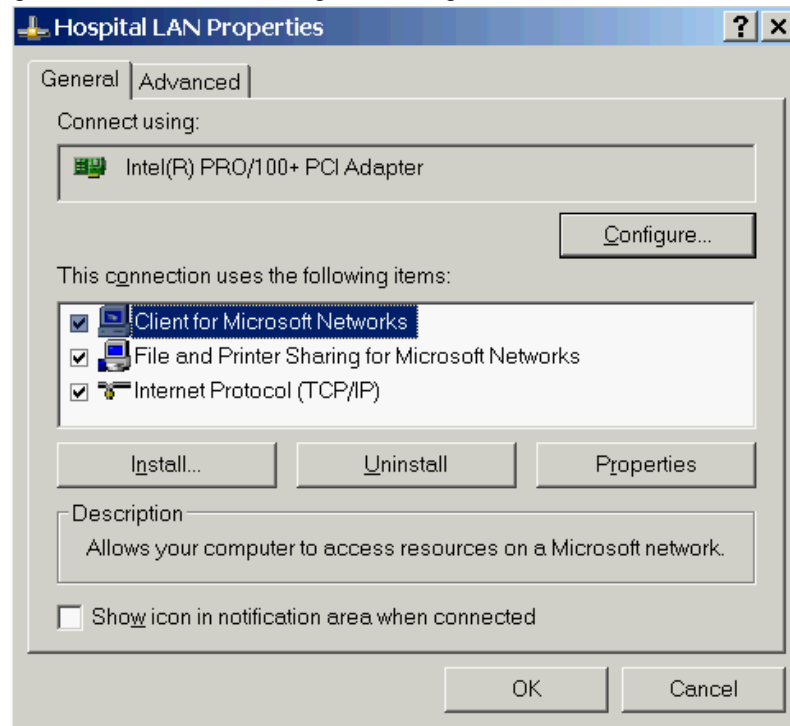 Hospital LAN Properties
General Advanced
Connect using:
Intel(R) PRO/100+ PCI Adapter
Configure...
This connection uses the following items:
Client for Microsoft Networks
File and Printer Sharing for Microsoft Networks
Internet Protocol (TCP/IP)
Install... Uninstall Properties
Description
Allows your computer to access resources on a Microsoft network.
Show icon in notification area when connected
OK Cancel